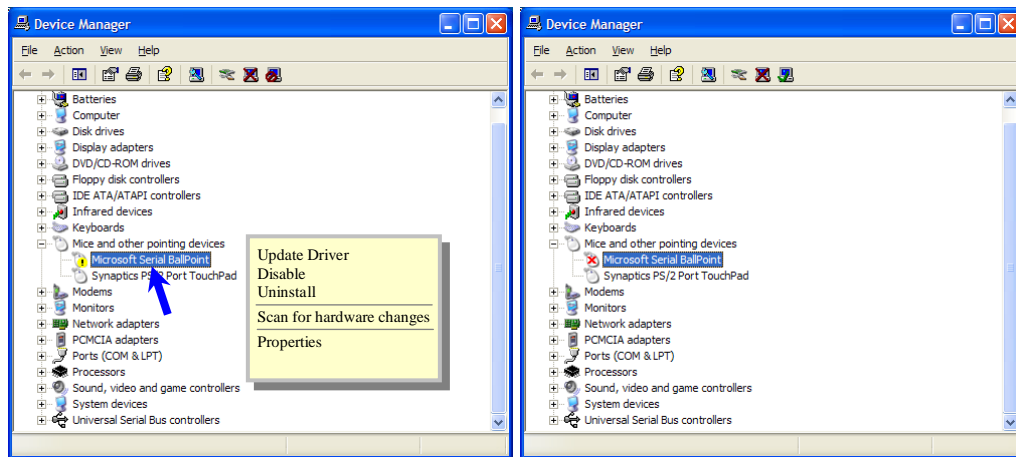 Device Manager
File Action View Help
Batteries
Computer
Disk drives
Display adapters
DVD/CD-ROM drives
Floppy disk controllers
IDE ATA/ATAPI controllers
Infrared devices
Keyboards
Mice and other pointing devices
Microsoft Serial BallPoint
Synaptics PS/2 Port TouchPad
Modems
Monitors
Network adapters
PCMCIA adapters
Ports (COM & LPT)
Processors
Sound, video and game controllers
System devices
Universal Serial Bus controllers
Update Driver
Disable
Uninstall
Scan for hardware changes
Properties
Device Manager
File Action View Help
Batteries
Computer
Disk drives
Display adapters
DVD/CD-ROM drives
Floppy disk controllers
IDE ATA/ATAPI controllers
Infrared devices
Keyboards
Mice and other pointing devices
Microsoft Serial BallPoint
Synaptics PS/2 Port TouchPad
Modems
Monitors
Network adapters
PCMCIA adapters
Ports (COM & LPT)
Processors
Sound, video and game controllers
System devices
Universal Serial Bus controllers